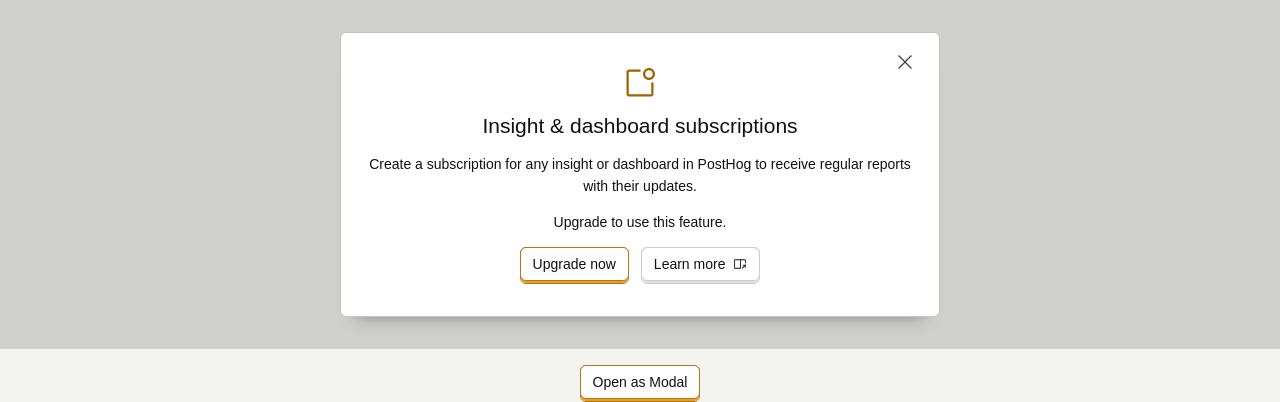 Insight & dashboard subscriptions
Create a subscription for any insight or dashboard in PostHog to receive regular reports
with their updates.
Upgrade to use this feature.
Upgrade now
Learn more
Open as Modal